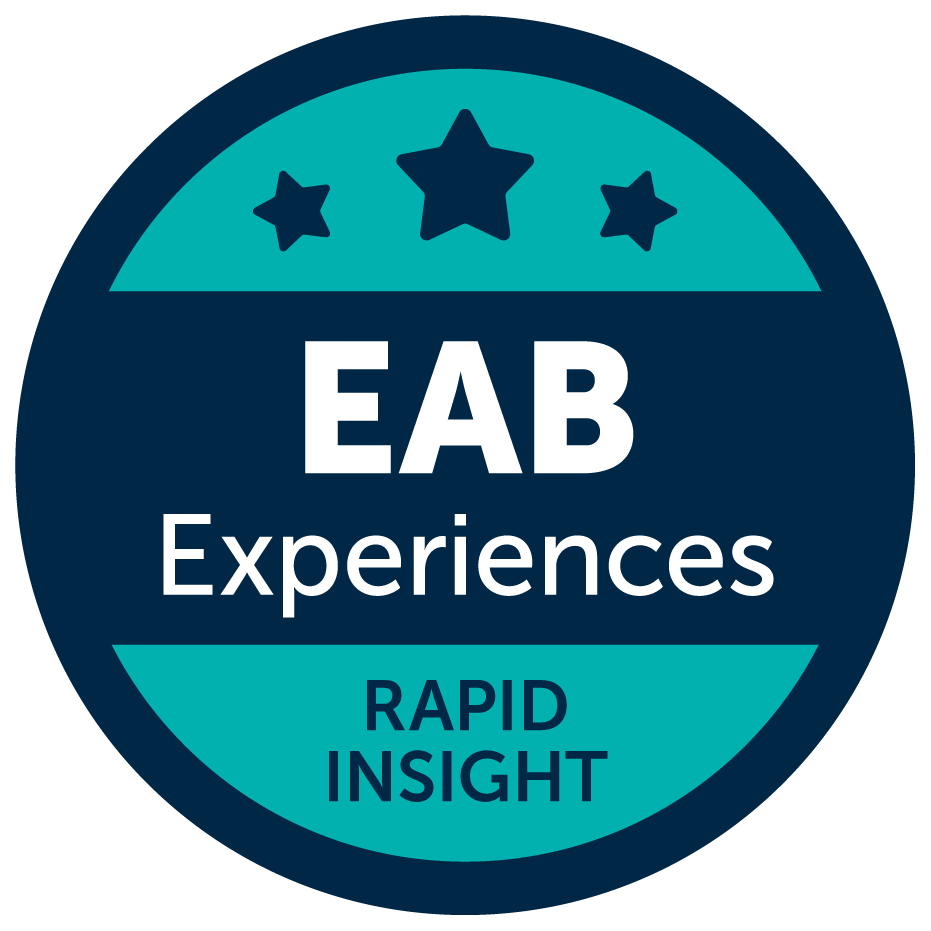 EAB
Experiences
RAPID
INSIGHT